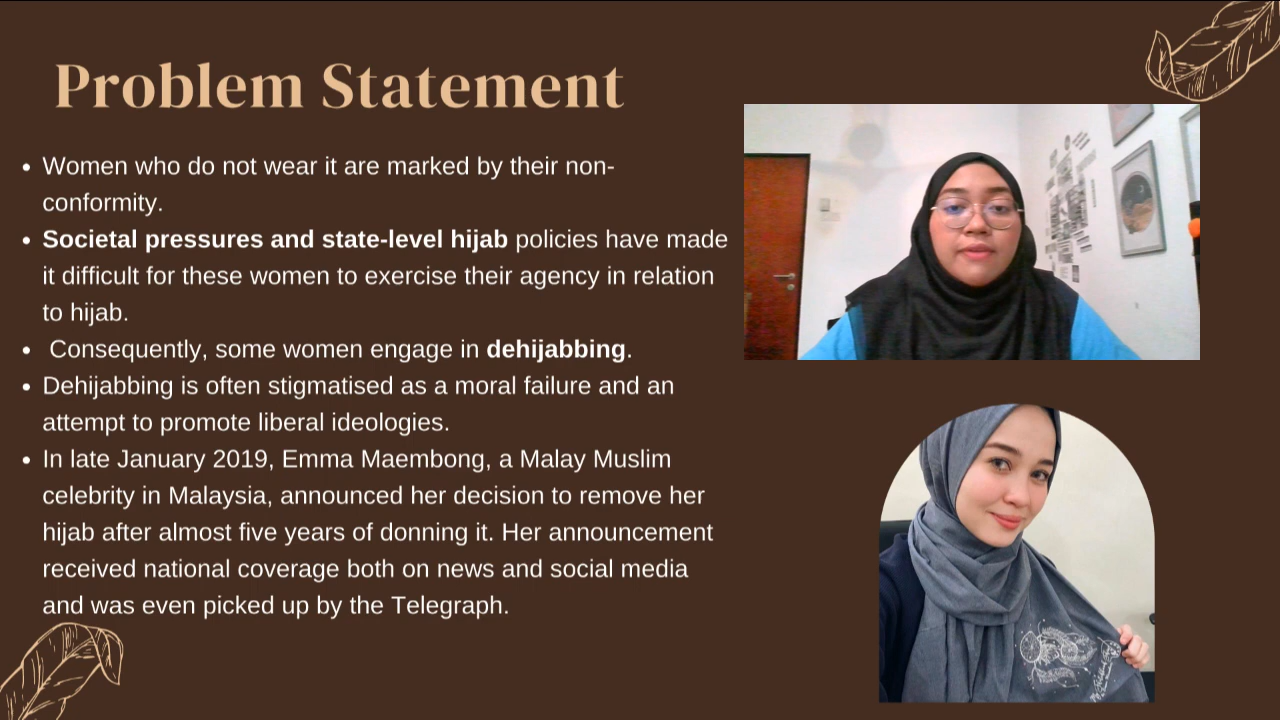 Problem Statement
Women who do not wear it are marked by their non-
conformity.
Societal pressures and state-level hijab policies have made
it difficult for these women to exercise their agency in relation
to hijab.
Consequently, some women engage in dehijabbing.
Dehijabbing is often stigmatised as a moral failure and an
attempt to promote liberal ideologies.
In late January 2019, Emma Maembong, a Malay Muslim
celebrity in Malaysia, announced her decision to remove her
hijab after almost five years of donning it. Her announcement
received national coverage both on news and social media
and was even picked up by the Telegraph.